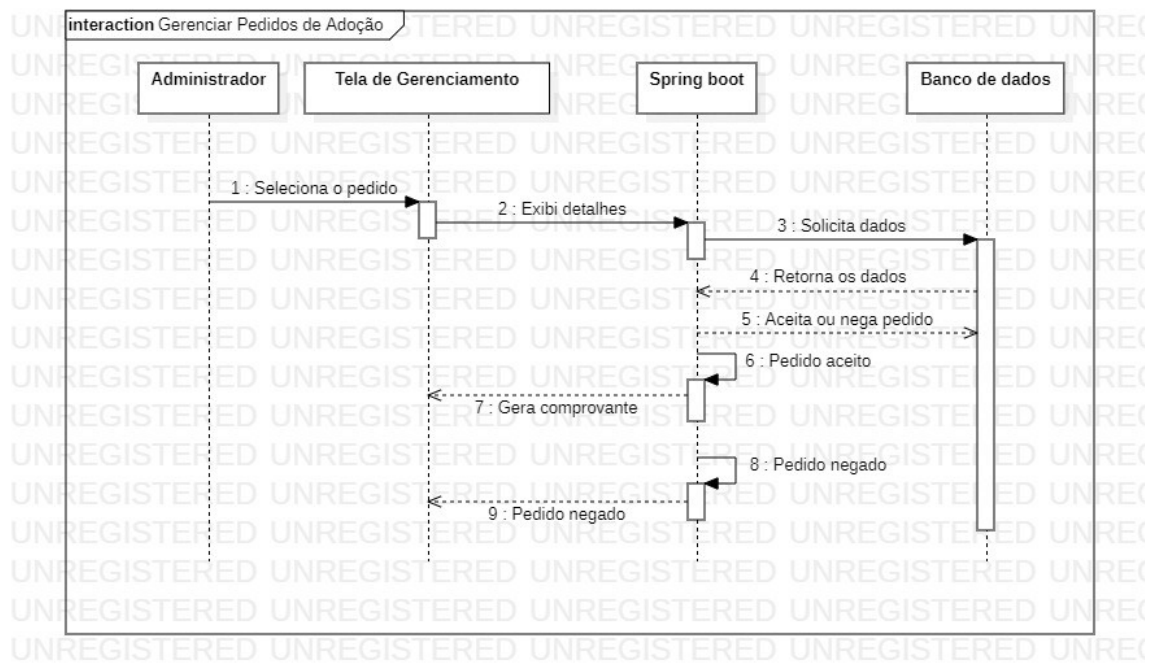 interaction Gerenciar Pedidos de Adoção
Administrador
Tela de Gerenciamento
Spring boot
Banco de dados
1 : Seleciona o pedido
2 : Exibi detalhes
3 : Solicita dados
4 : Retorna os dados
5 : Aceita ou nega pedido
6 : Pedido aceito
7 : Gera comprovante
8 : Pedido negado
9 : Pedido negado
UNREGISTERED